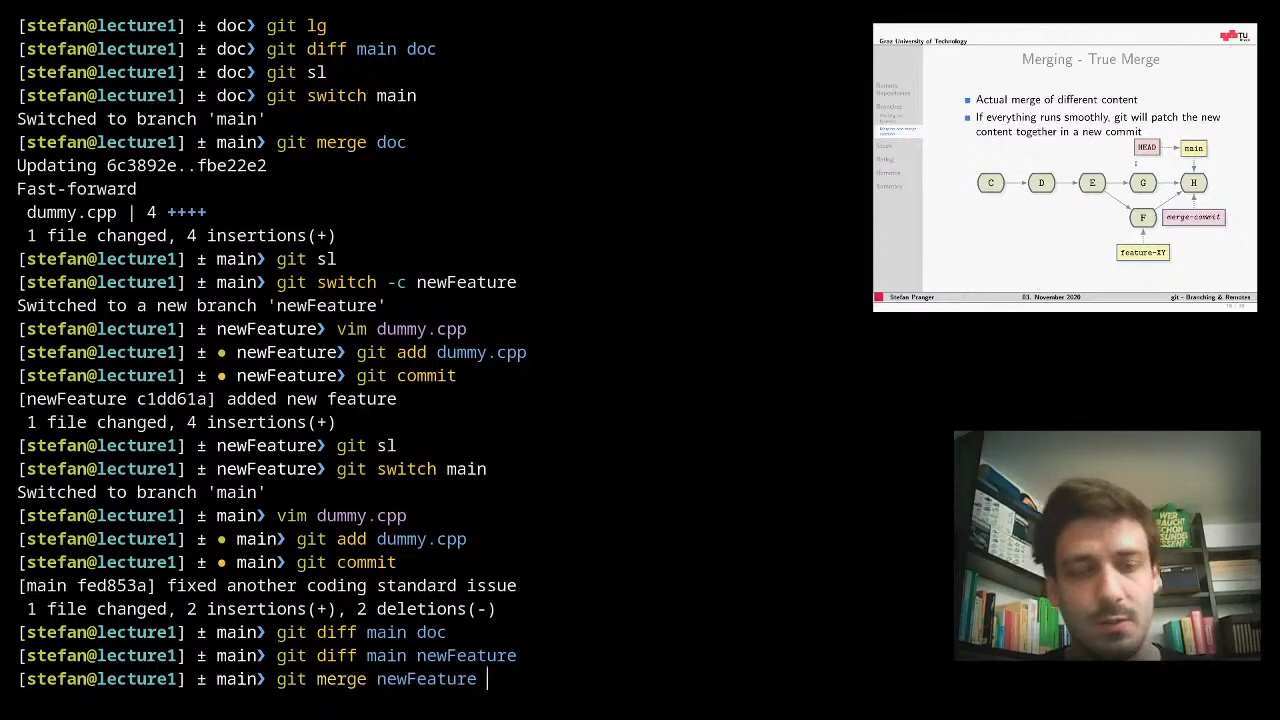 [stefan@lecture1] ± doc❯ git lg
[stefan@lecture1] ± doc❯ git diff main doc
[stefan@lecture1] ± doc❯ git sl
[stefan@lecture1] ± doc❯ git switch main
Switched to branch 'main'
[stefan@lecture1] ± main❯ git merge doc
Updating 6c3892e..fbe22e2
Fast-forward
 dummy.cpp | 4 ++++
 1 file changed, 4 insertions(+)
[stefan@lecture1] ± main❯ git sl
[stefan@lecture1] ± main❯ git switch -c newFeature
Switched to a new branch 'newFeature'
[stefan@lecture1] ± newFeature❯ vim dummy.cpp
[stefan@lecture1] ± ● newFeature❯ git add dummy.cpp
[stefan@lecture1] ± ● newFeature❯ git commit
[newFeature c1dd61a] added new feature
 1 file changed, 4 insertions(+)
[stefan@lecture1] ± newFeature❯ git sl
[stefan@lecture1] ± newFeature❯ git switch main
Switched to branch 'main'
[stefan@lecture1] ± main❯ vim dummy.cpp
[stefan@lecture1] ± ● main❯ git add dummy.cpp
[stefan@lecture1] ± ● main❯ git commit
[main fed853a] fixed another coding standard issue
 1 file changed, 2 insertions(+), 2 deletions(-)
[stefan@lecture1] ± main❯ git diff main doc
[stefan@lecture1] ± main❯ git diff main newFeature
[stefan@lecture1] ± main❯ git merge newFeature
Graz University of Technology
TU
Merging - True Merge
Remote
Repositories
Branches
Summary
Actual merge of different content
If everything runs smoothly, git will patch the new
content together in a new commit
HEAD
main
C
D
E
G
H
F
merge-commit
feature-XY
Stefan Pranger
03. November 2020
git - Branching & Remotes
WER
BRAUCHT